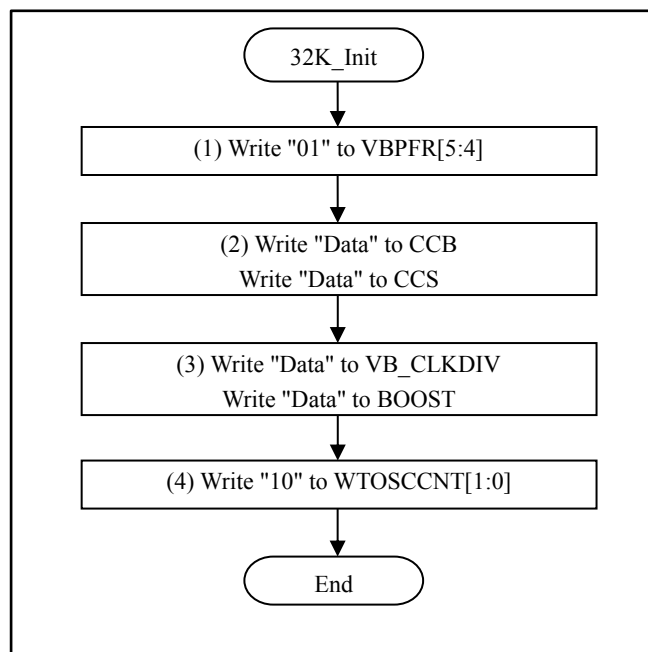 32K_Init
(1) Write "01" to VBPFR[5:4]
(2) Write "Data" to CCB
Write "Data" to CCS
(3) Write "Data" to VB_CLKDIV
Write "Data" to BOOST
(4) Write "10" to WTOSCCNT[1:0]
End